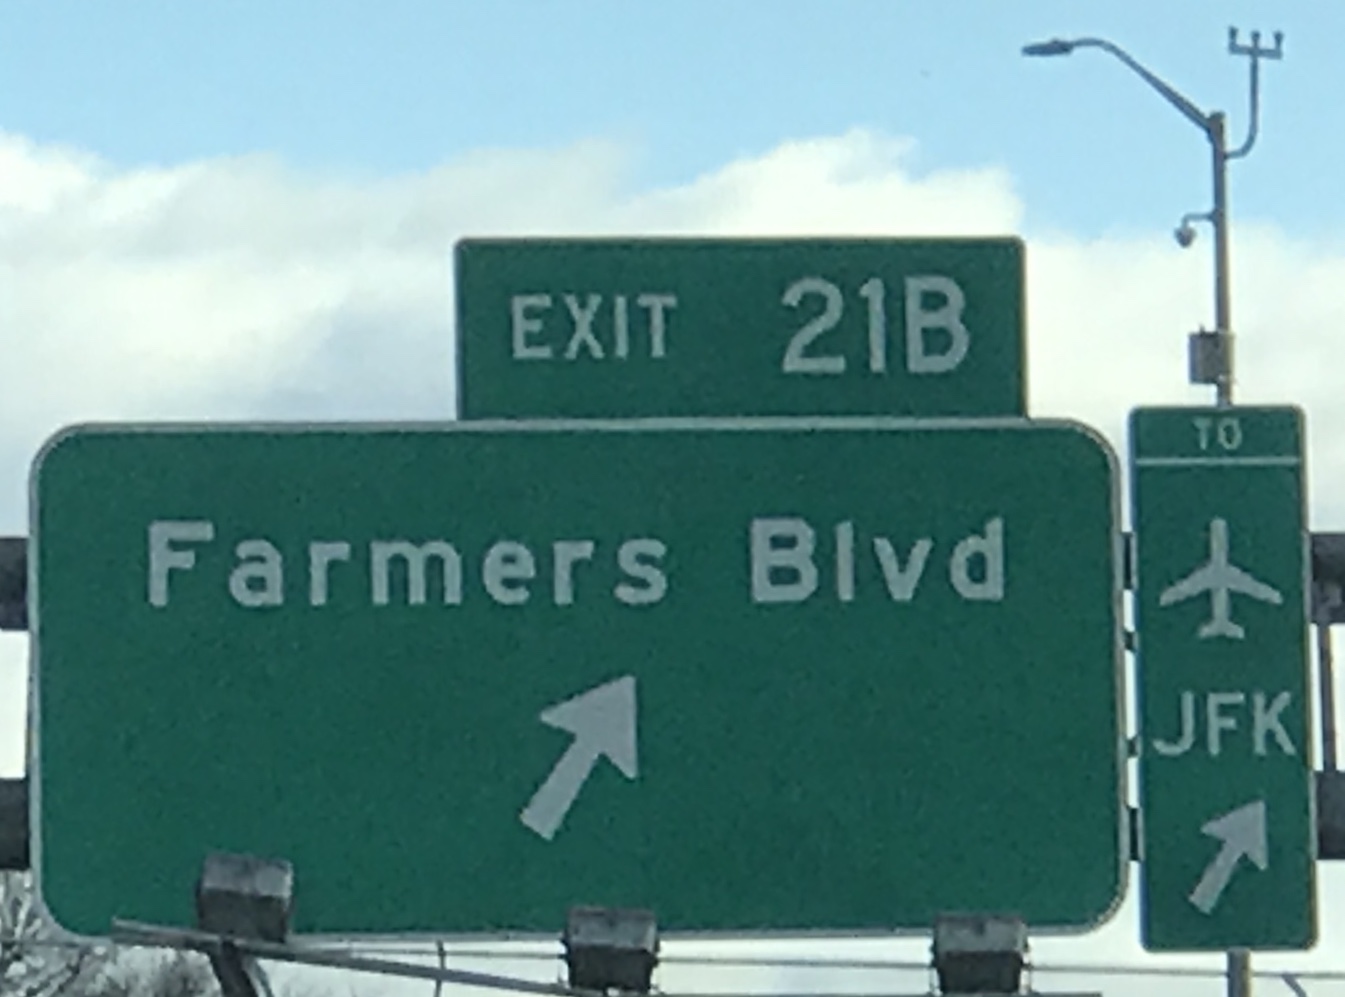 EXIT 21B
Farmers Blvd
TO
JFK